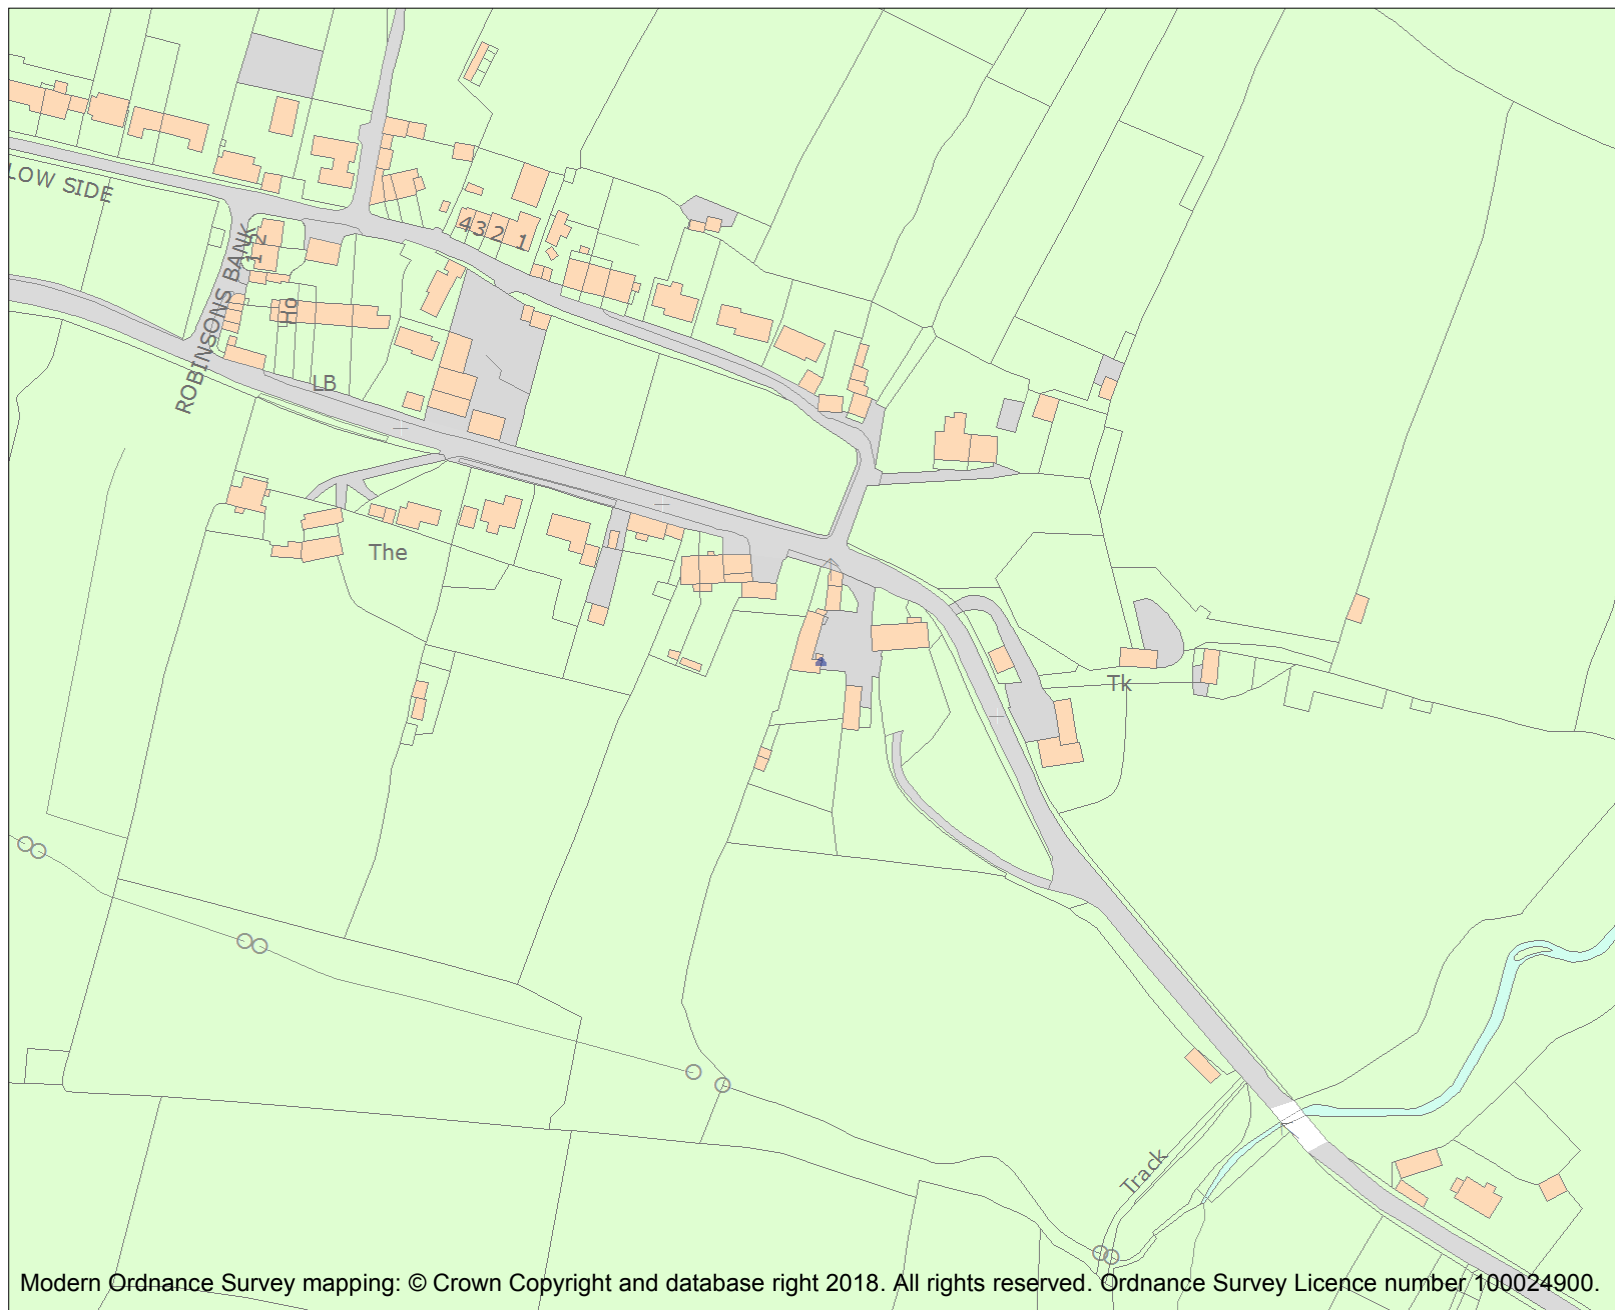 LOW SIDE
4 3 2 1
1 2
ROBINSONS BANK
Ho
LB
The
Tk
Track
Modern Ordnance Survey mapping: © Crown Copyright and database right 2018. All rights reserved. Ordnance Survey Licence number 100024900.